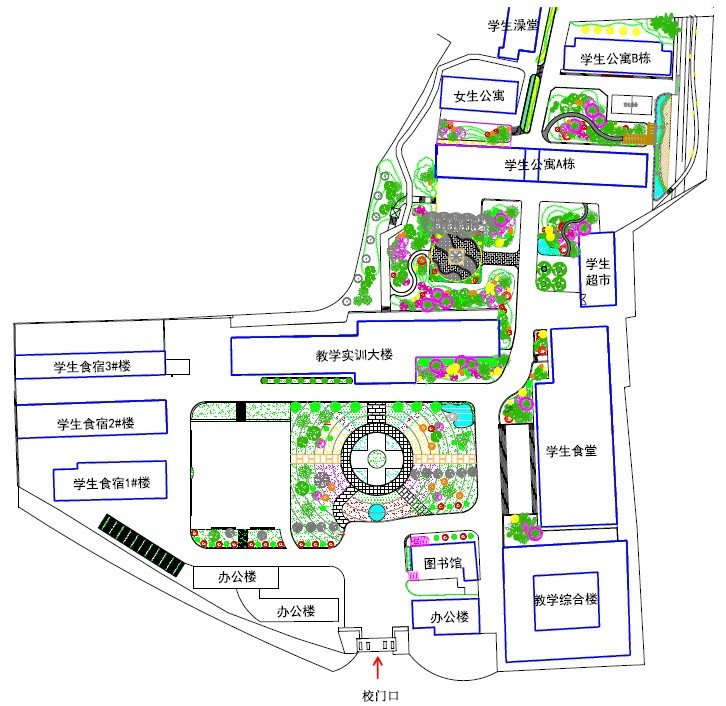 学生澡堂
学生公寓B栋
女生公寓
学生公寓A栋
学生
超市
教学实训大楼
学生食宿3#楼
学生食宿2#楼
学生食宿1#楼
学生食堂
图书馆
办公楼
办公楼
办公楼
教学综合楼
校门口